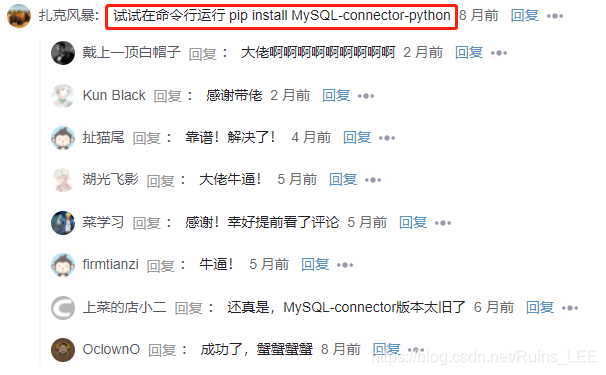 扎克风暴: 试试在命令行运行 pip install MySQL-connector-python 8 月前 回复
戴上一顶白帽子 回复： 大佬啊啊啊啊啊啊啊啊啊 2 月前 回复
Kun Black 回复： 感谢带佬 2 月前 回复
扯猫尾 回复： 靠谱！解决了！ 4 月前 回复
湖光飞影 回复： 大佬牛逼！ 5 月前 回复
菜学习 回复： 感谢！幸好提前看了评论 5 月前 回复
firmtianzi 回复： 牛逼！ 5 月前 回复
上菜的店小二 回复： 还真是，MySQL-connector版本太旧了 6 月前 回复
OclownO 回复： 成功了，蟹蟹蟹蟹 8 月前 回复
https://blog.csdn.net/Ruins_LEE